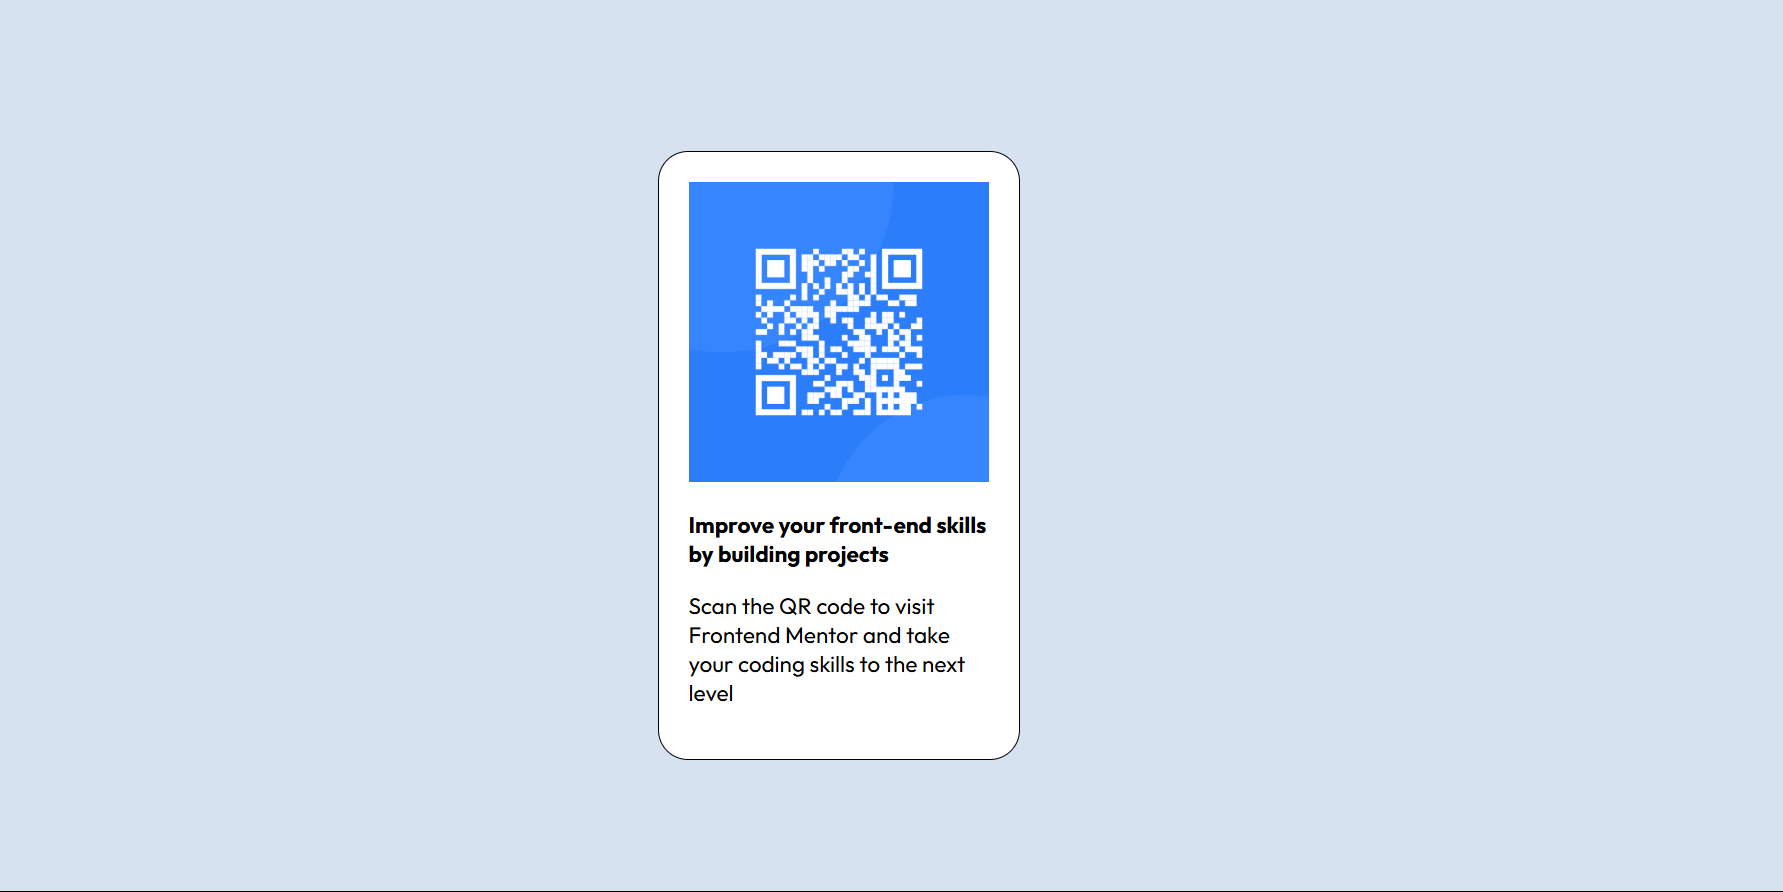 Improve your front-end skills
by building projects
Scan the QR code to visit
Frontend Mentor and take
your coding skills to the next
level